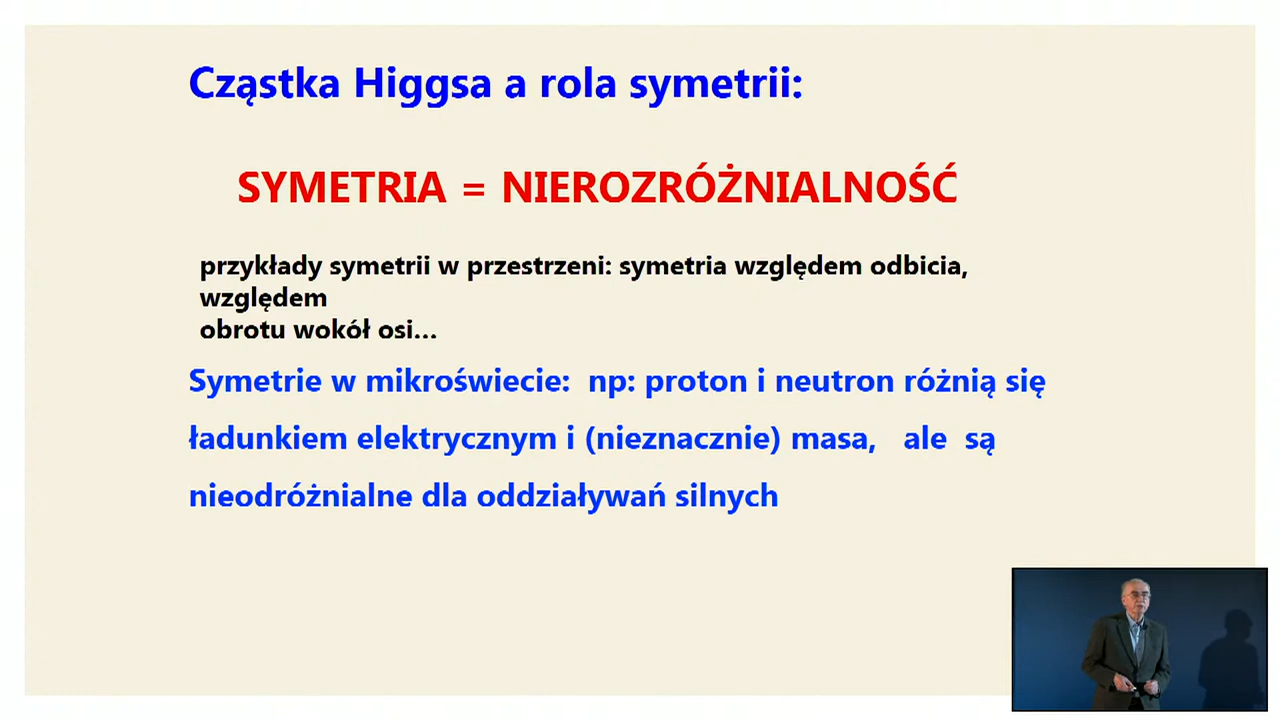 Cząstka Higgsa a rola symetrii:
SYMETRIA = NIEROZRÓŻNIALNOŚĆ
przykłady symetrii w przestrzeni: symetria względem odbicia,
względem
obrotu wokół osi...
Symetrie w mikroświecie: np: proton i neutron różnią się
ładunkiem elektrycznym i (nieznacznie) masa, ale są
nieodróżnialne dla oddziaływań silnych